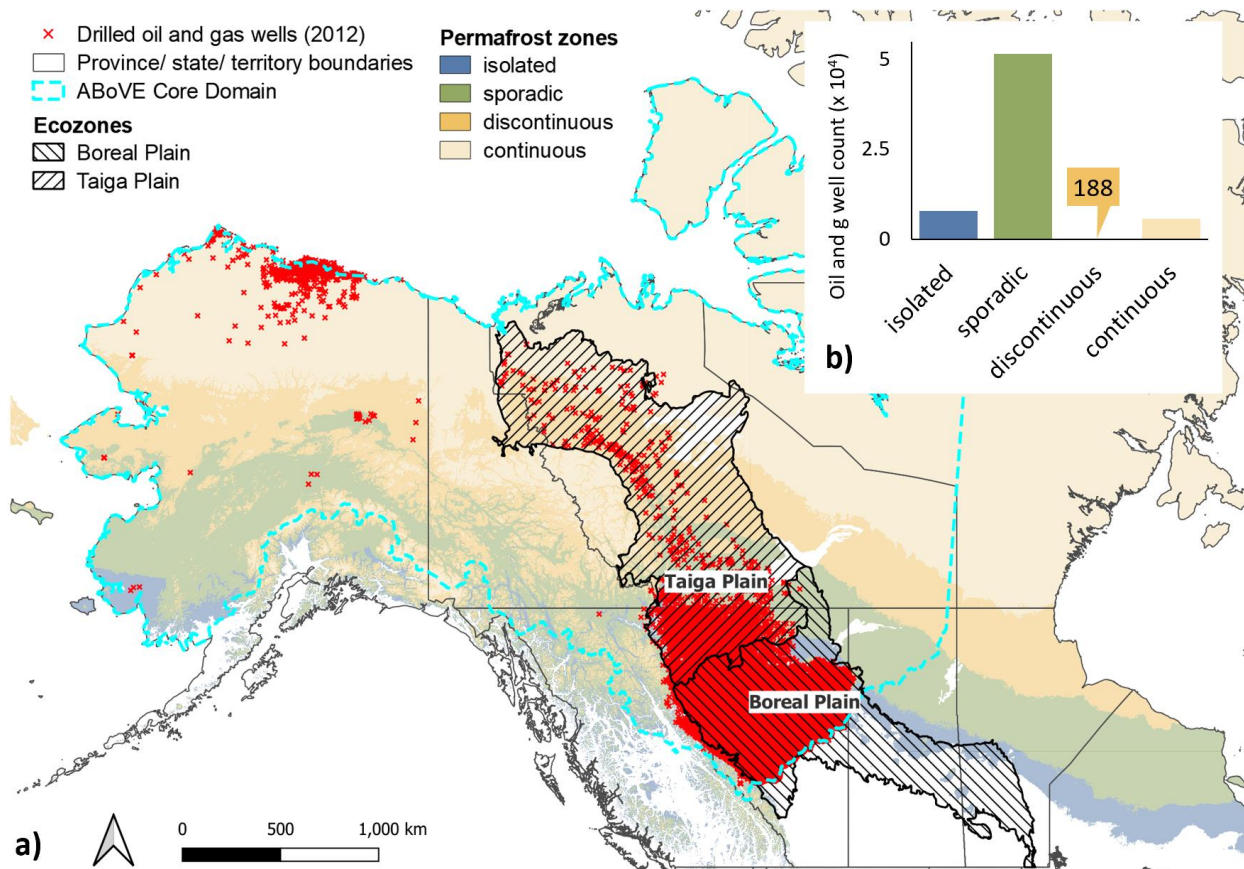 Drilled oil and gas wells (2012)
Province/ state/ territory boundaries
ABoVE Core Domain
Ecozones
Boreal Plain
Taiga Plain
Permafrost zones
isolated
sporadic
discontinuous
continuous
Oil and g well count (x 10⁴)
5
2.5
0
188
isolated
sporadic
discontinuous
continuous
b)
Taiga Plain
Boreal Plain
a)
0 500 1,000 km